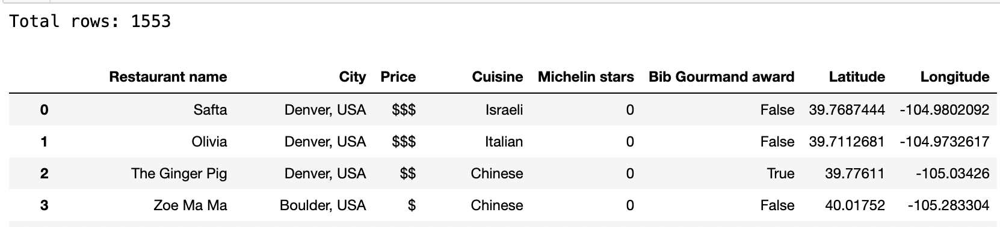 Total rows: 1553
Restaurant name City Price Cuisine Michelin stars Bib Gourmand award Latitude Longitude
0 Safta Denver, USA $$$ Israeli 0 False 39.7687444 -104.9802092
1 Olivia Denver, USA $$$ Italian 0 False 39.7112681 -104.9732617
2 The Ginger Pig Denver, USA $$ Chinese 0 True 39.77611 -105.03426
3 Zoe Ma Ma Boulder, USA $ Chinese 0 False 40.01752 -105.283304